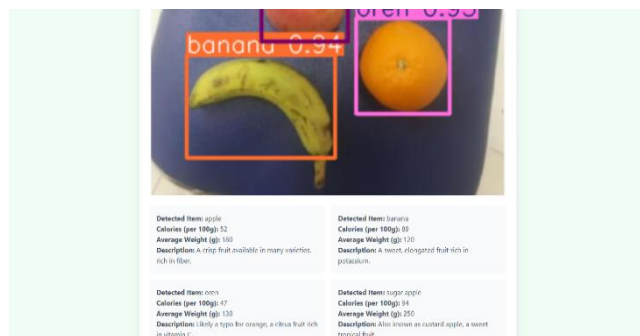 oren 0.93
banana 0.94
Detected Item: apple
Calories (per 100g): 52
Average Weight (g): 180
Description: A crisp fruit available in many varieties,
rich in fiber.
Detected Item: banana
Calories (per 100g): 89
Average Weight (g): 120
Description: A sweet, elongated fruit rich in
potassium.
Detected Item: oren
Calories (per 100g): 47
Average Weight (g): 130
Description: Likely a typo for orange, a citrus fruit rich
in vitamin C.
Detected Item: sugar apple
Calories (per 100g): 94
Average Weight (g): 250
Description: Also known as custard apple, a sweet
tropical fruit.